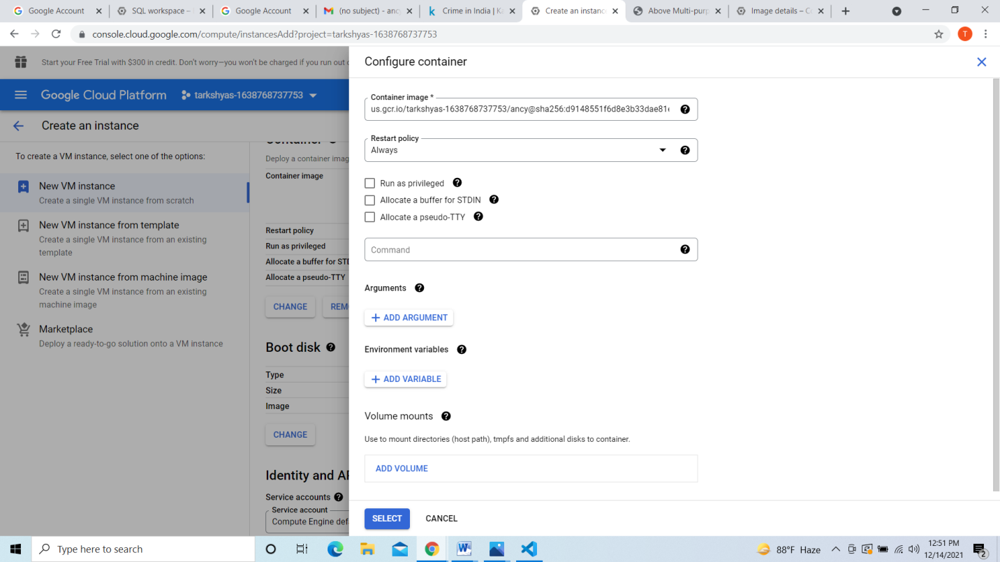 Google Account
SQL workspace –
Google Account
(no subject) - anc
Crime in India | Ka
Create an instanc
Above Multi-purp
Image details – C
console.cloud.google.com/compute/instancesAdd?project=tarkshyas-1638768737753
T
Start your Free Trial with $300 in credit. Don't worry—you won't be charged if you run out
Google Cloud Platform
tarkshyas-1638768737753
Create an instance
To create a VM instance, select one of the options:
New VM instance
Create a single VM instance from scratch
New VM instance from template
Create a single VM instance from an existing
template
New VM instance from machine image
Create a single VM instance from an existing
machine image
Marketplace
Deploy a ready-to-go solution onto a VM instance
Container
Deploy a container imag
Container image
Restart policy
Run as privileged
Allocate a buffer for STD
Allocate a pseudo-TTY
CHANGE
REMO
Boot disk
Type
Size
Image
CHANGE
Identity and AP
Service accounts
Service account
Compute Engine defa
Configure container
Container image *
us.gcr.io/tarkshyas-1638768737753/ancy@sha256:d9148551f6d8e3b33dae81e
Restart policy
Always
Run as privileged
Allocate a buffer for STDIN
Allocate a pseudo-TTY
Command
Arguments
ADD ARGUMENT
Environment variables
ADD VARIABLE
Volume mounts
Use to mount directories (host path), tmpfs and additional disks to container.
ADD VOLUME
SELECT
CANCEL
Type here to search
88°F Haze
12:51 PM
12/14/2021
2